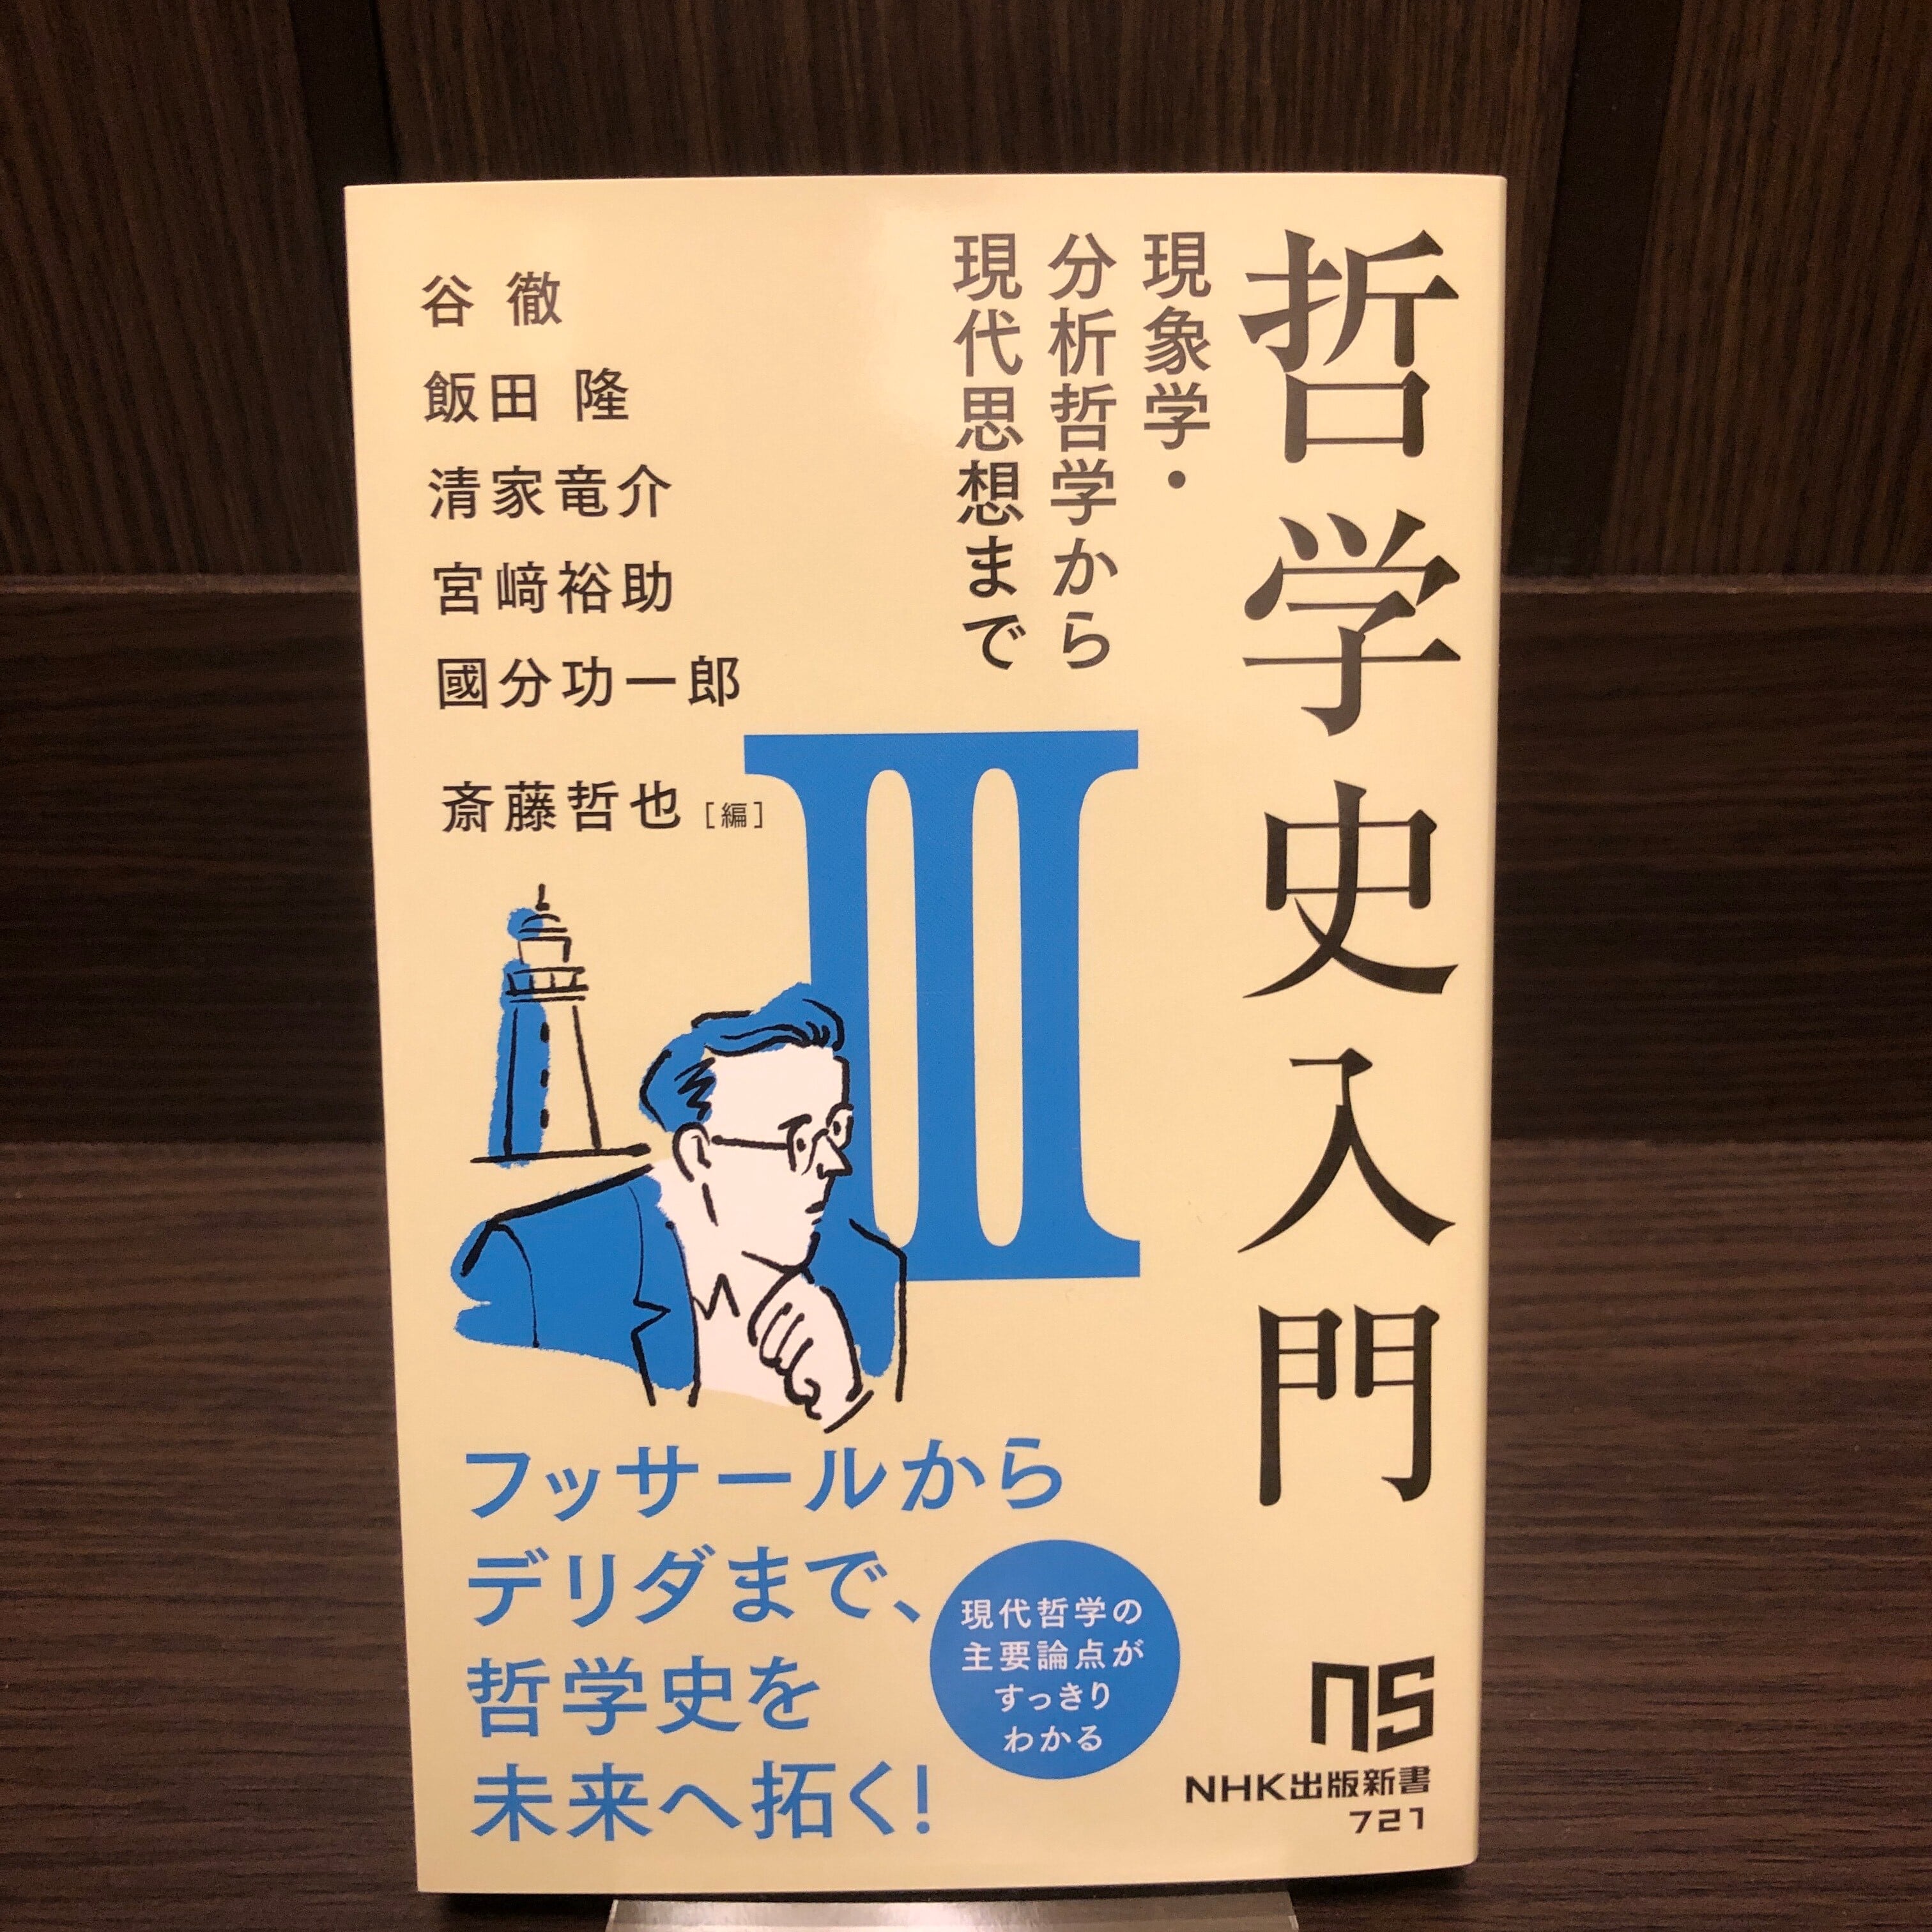 哲学史入門
III
現象学・
分析哲学から
現代思想まで
谷 徹
飯田 隆
清家竜介
宮﨑裕助
國分功一郎
斎藤哲也[編]
フッサールから
デリダまで、
哲学史を
未来へ拓く!
現代哲学の
主要論点が
すっきり
わかる
ns
NHK出版新書
721